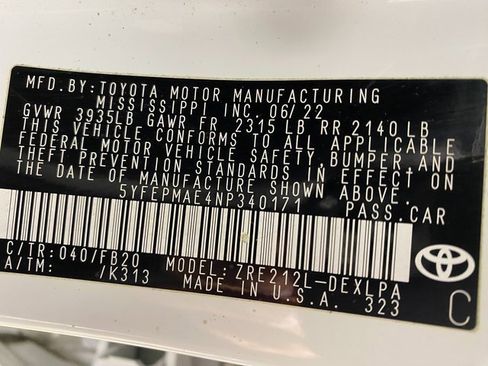 MFD.BY:TOYOTA MOTOR MANUFACTURING
MISSISSIPPI INC. 06/22
GVWR 3935LB GAWR FR 2315 LB RR 2140 LB
THIS VEHICLE CONFORMS TO ALL APPLICABLE
FEDERAL MOTOR VEHICLE SAFETY, BUMPER AND
THEFT PREVENTION STANDARDS IN EFFECT ON
THE DATE OF MANUFACTURE SHOWN ABOVE.
5YFEPMAE4NP340171 PASS.CAR
C/TR:040/FB20 MODEL: ZRE212L-DEXLPA
A/TM: /K313 MADE IN U.S.A. 323
C